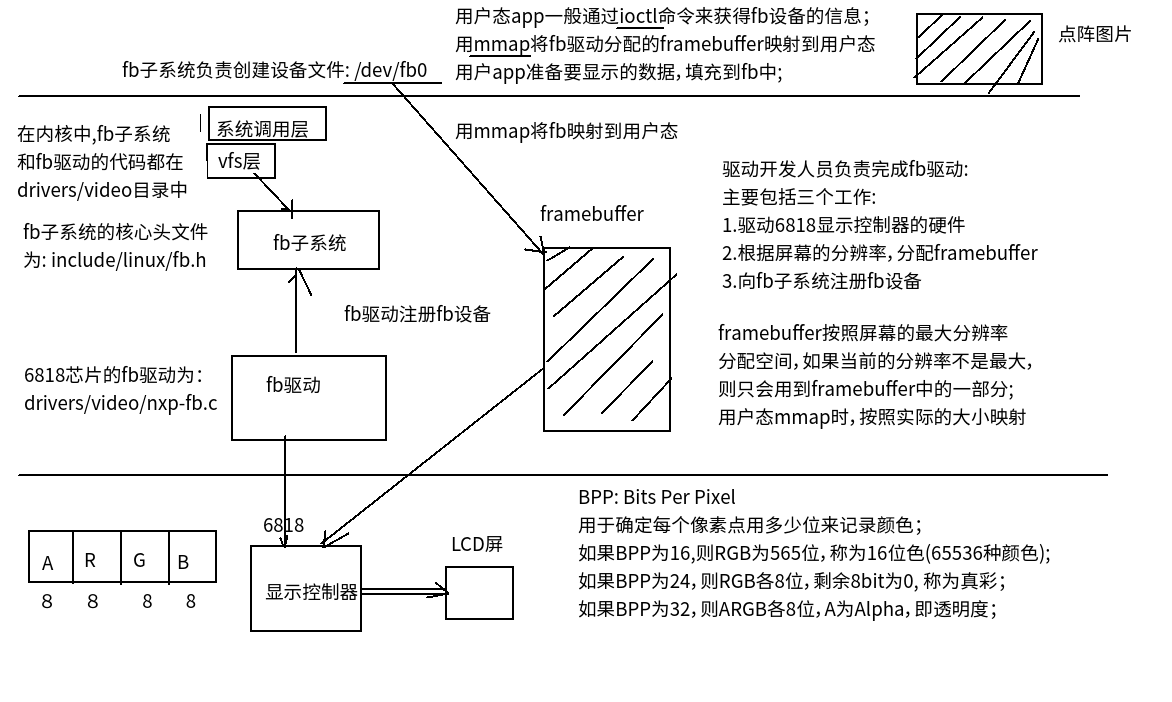 用户态app一般通过ioctl命令来获得fb设备的信息;
用mmap将fb驱动分配的framebuffer映射到用户态
用户app准备要显示的数据,填充到fb中;
点阵图片
fb子系统负责创建设备文件: /dev/fb0
在内核中,fb子系统
和fb驱动的代码都在
drivers/video目录中
系统调用层
vfs层
用mmap将fb映射到用户态
驱动开发人员负责完成fb驱动:
主要包括三个工作:
1.驱动6818显示控制器的硬件
2.根据屏幕的分辨率,分配framebuffer
3.向fb子系统注册fb设备
framebuffer
fb子系统的核心头文件
为: include/linux/fb.h
fb子系统
fb驱动注册fb设备
framebuffer按照屏幕的最大分辨率
分配空间,如果当前的分辨率不是最大,
则只会用到framebuffer中的一部分;
用户态mmap时,按照实际的大小映射
6818芯片的fb驱动为:
drivers/video/nxp-fb.c
fb驱动
BPP: Bits Per Pixel
用于确定每个像素点用多少位来记录颜色;
如果BPP为16,则RGB为565位,称为16位色(65536种颜色);
如果BPP为24,则RGB各8位,剩余8bit为0,称为真彩;
如果BPP为32,则ARGB各8位,A为Alpha,即透明度;
6818
显示控制器
LCD屏
A R G B
8 8 8 8